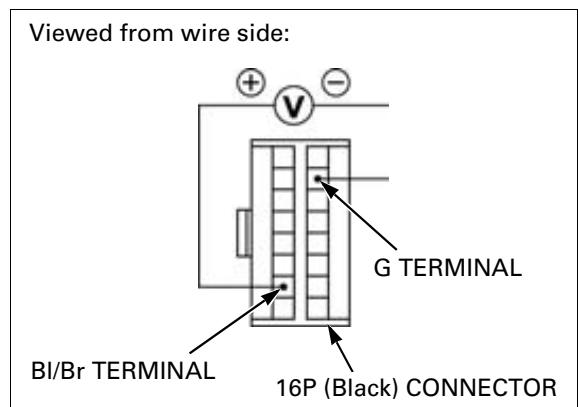 Viewed from wire side:
+ −
V
G TERMINAL
Bl/Br TERMINAL
16P (Black) CONNECTOR